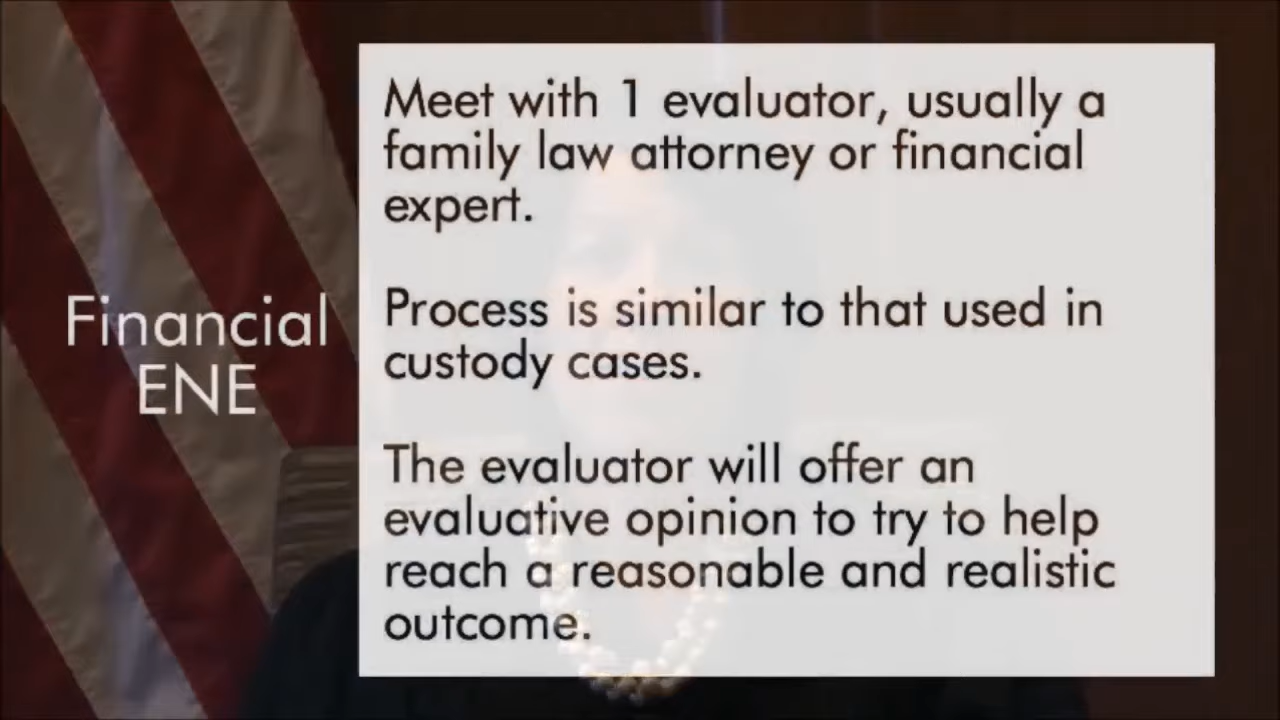 Financial
ENE
Meet with 1 evaluator, usually a
family law attorney or financial
expert.
Process is similar to that used in
custody cases.
The evaluator will offer an
evaluative opinion to try to help
reach a reasonable and realistic
outcome.